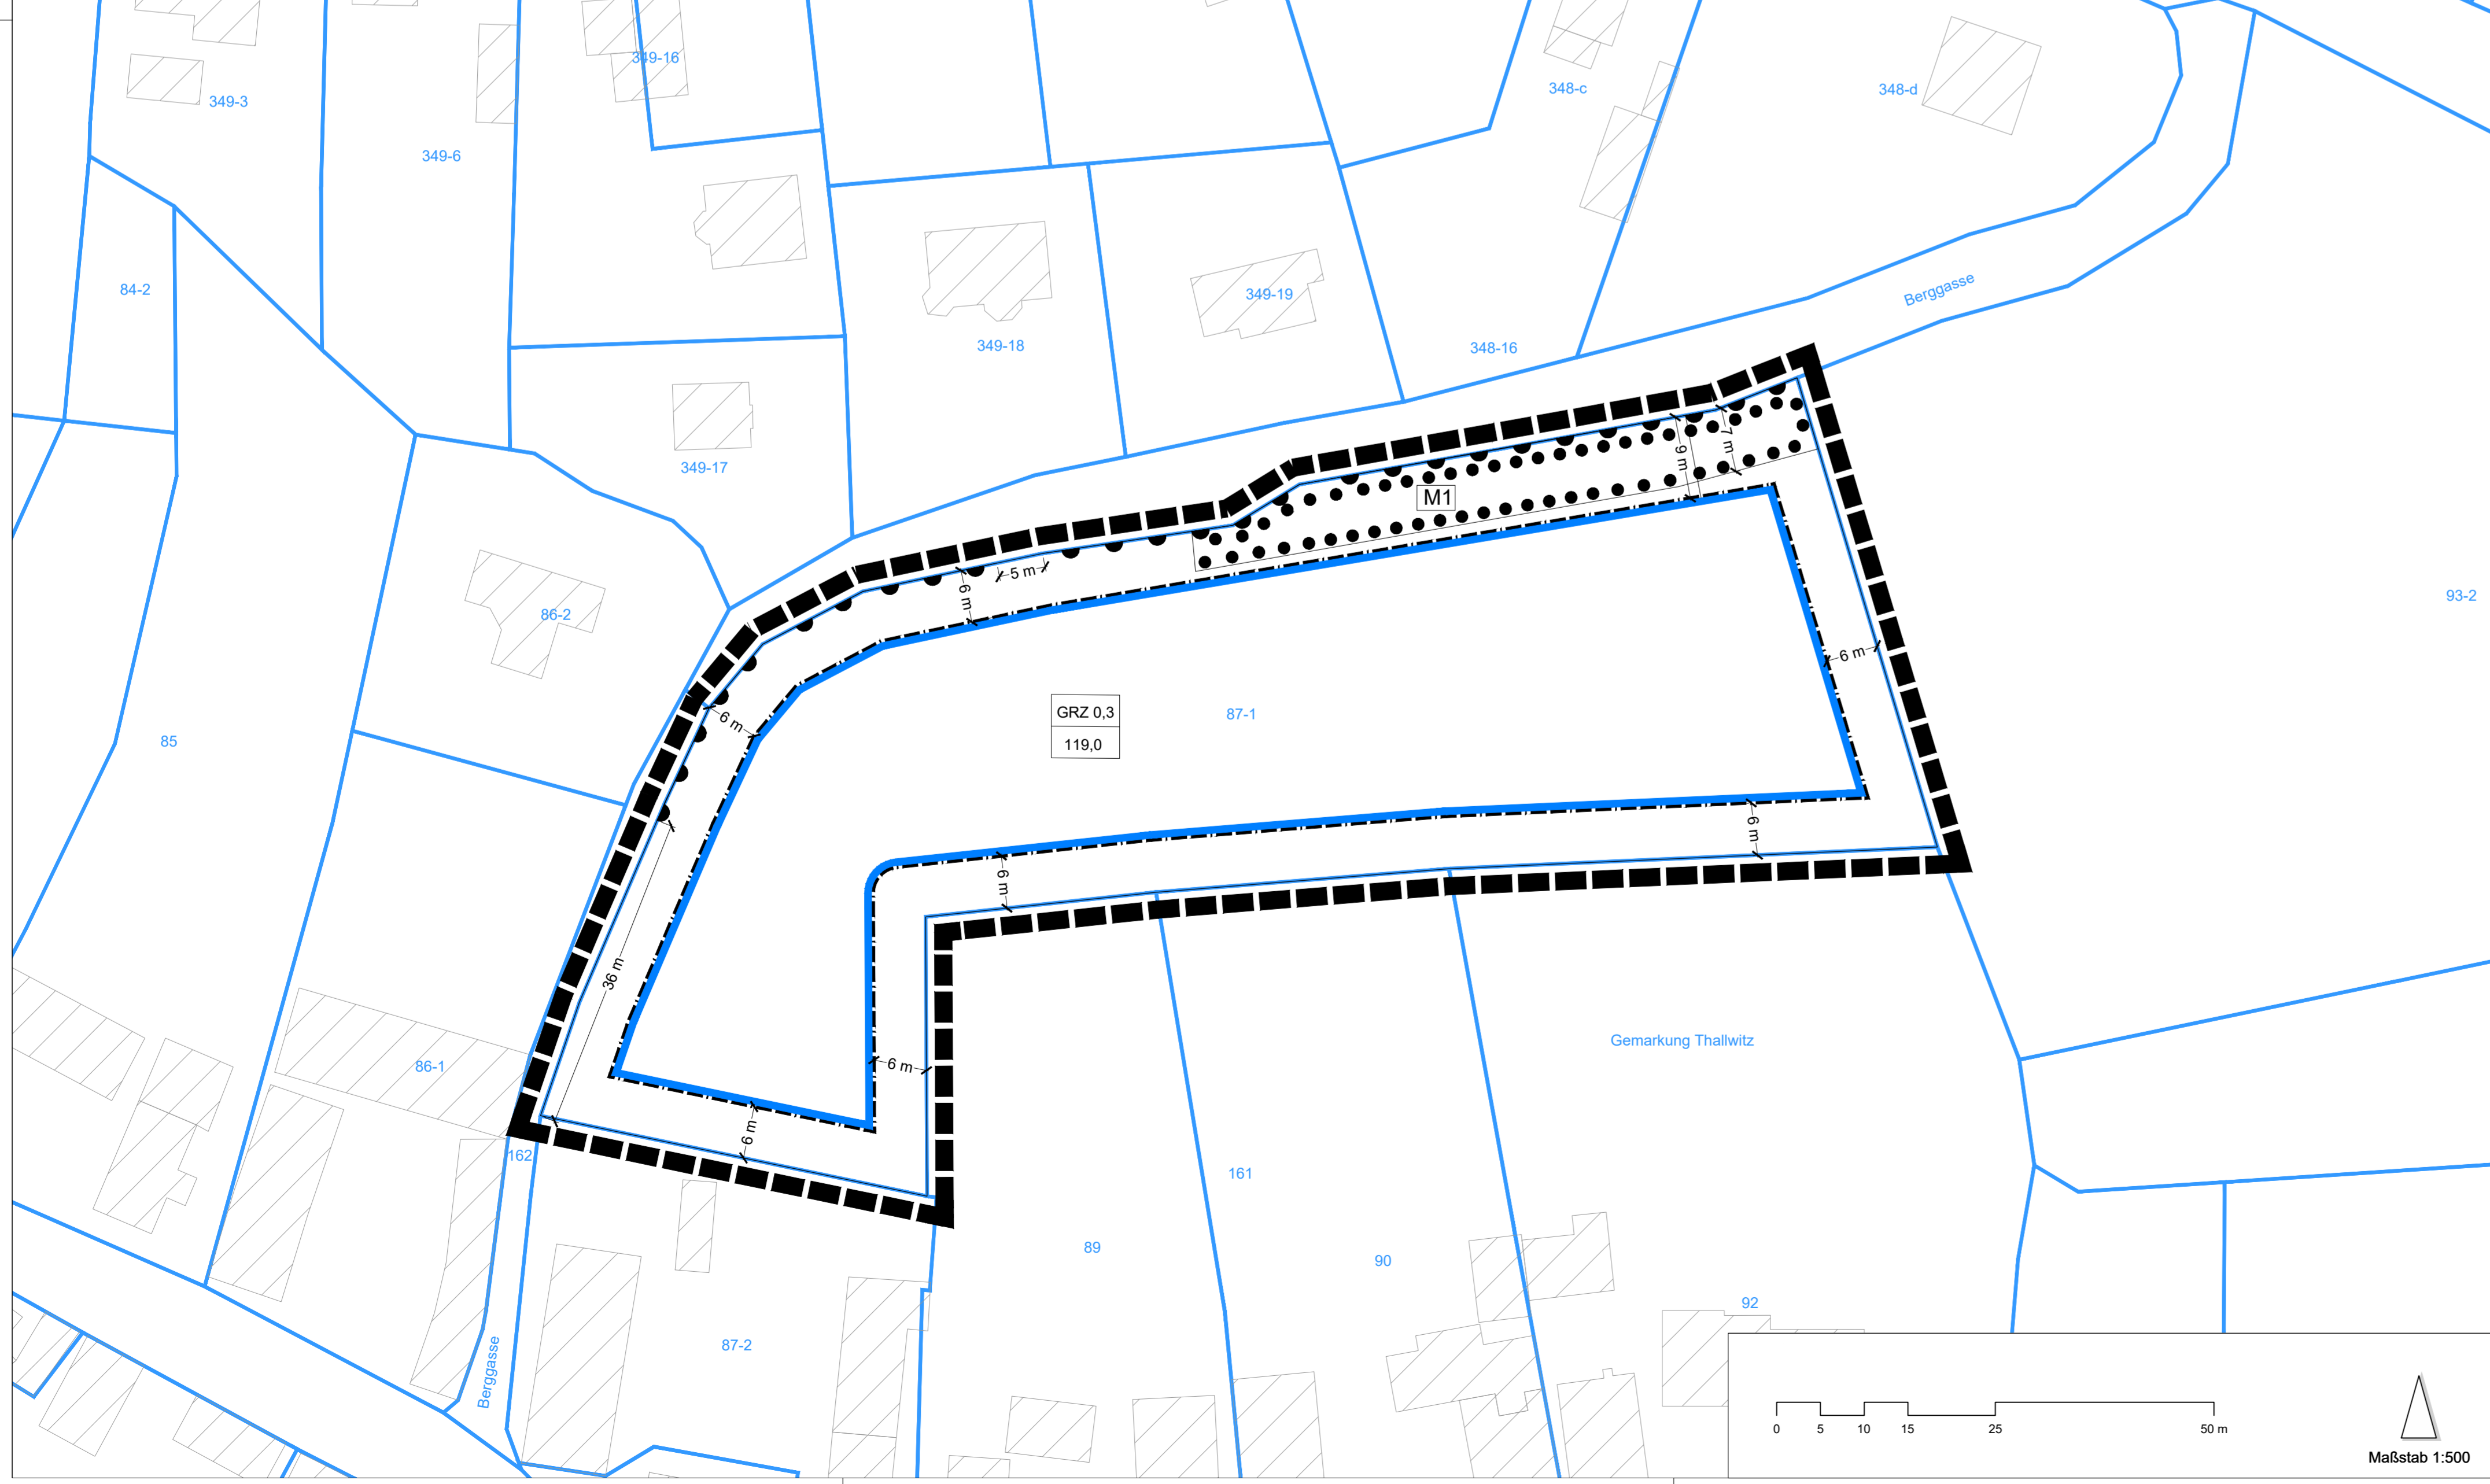 349-16
348-c
348-d
349-3
349-6
84-2
Berggasse
349-19
349-18
348-16
349-17
7 m
9 m
M1
5 m
6 m
86-2
93-2
6 m
6 m
GRZ 0,3
119,0
87-1
85
6 m
6 m
36 m
Gemarkung Thallwitz
86-1
6 m
6 m
162
161
89
90
92
87-2
Berggasse
0 5 10 15 25 50 m
Maßstab 1:500